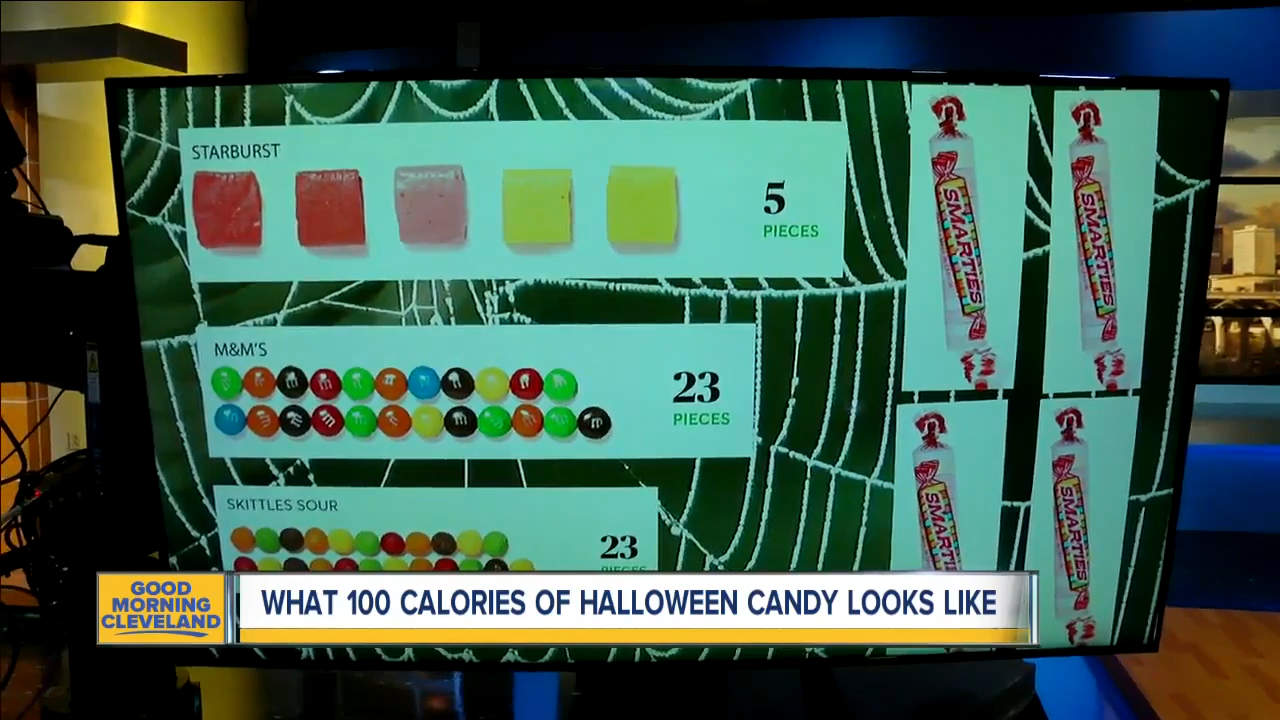 STARBURST
5
PIECES
M&M'S
23
PIECES
SKITTLES SOUR
23
PIECES
SMARTIES
SMARTIES
SMARTIES
SMARTIES
GOOD
MORNING
CLEVELAND
WHAT 100 CALORIES OF HALLOWEEN CANDY LOOKS LIKE